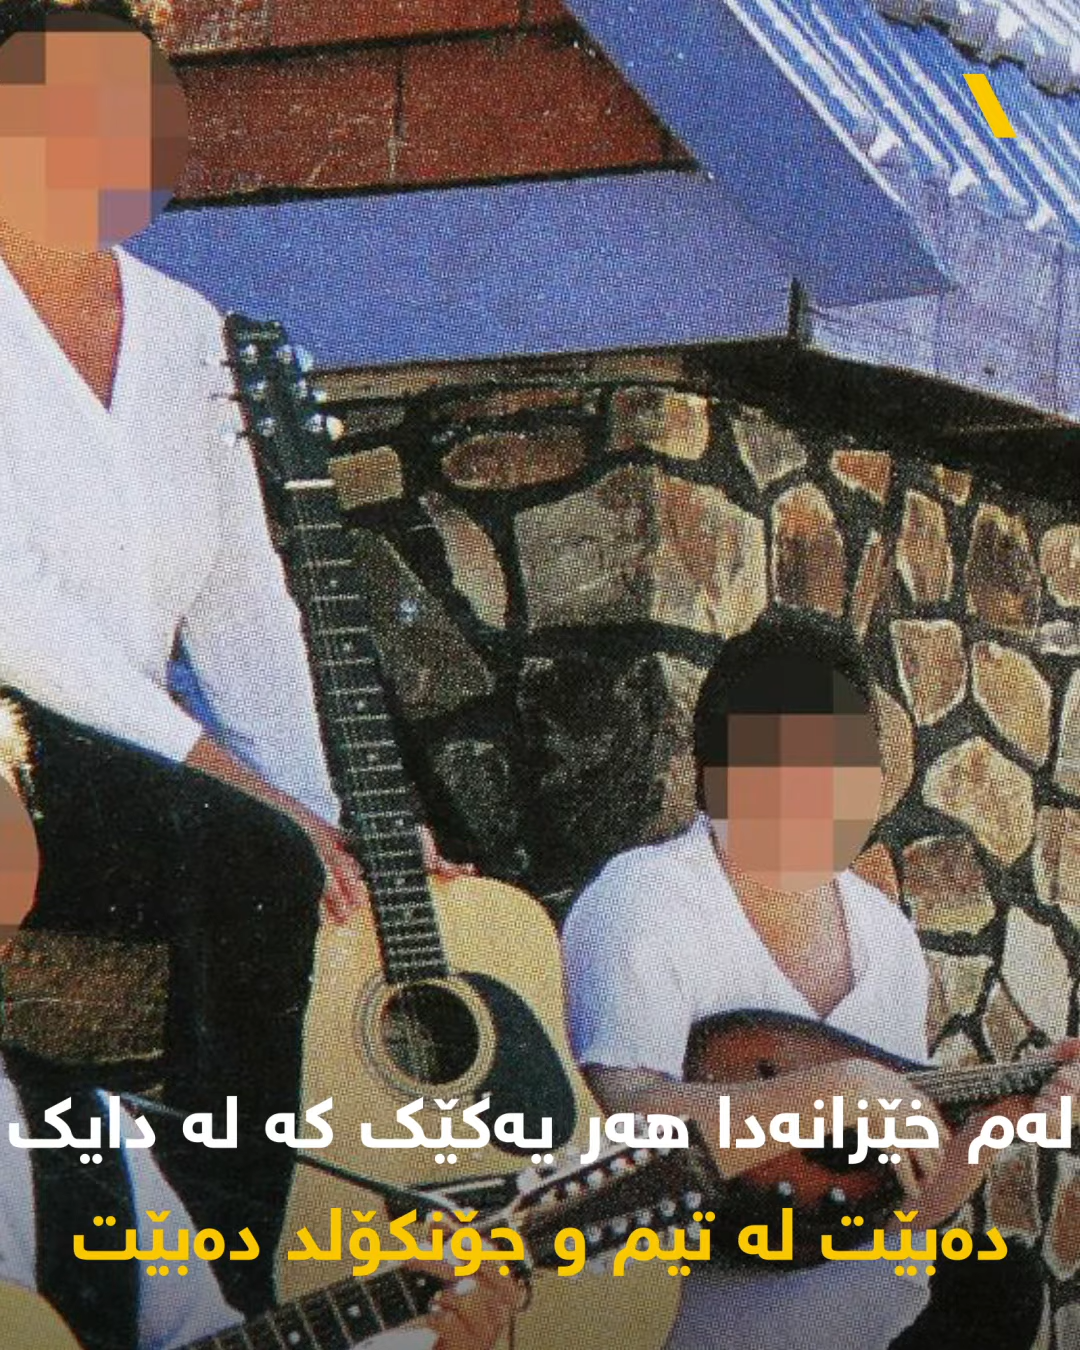 لەم خێزانەدا هەر یەکێک کە لە دایک
دەبێت لە تیم و جۆنکۆلد دەبێت